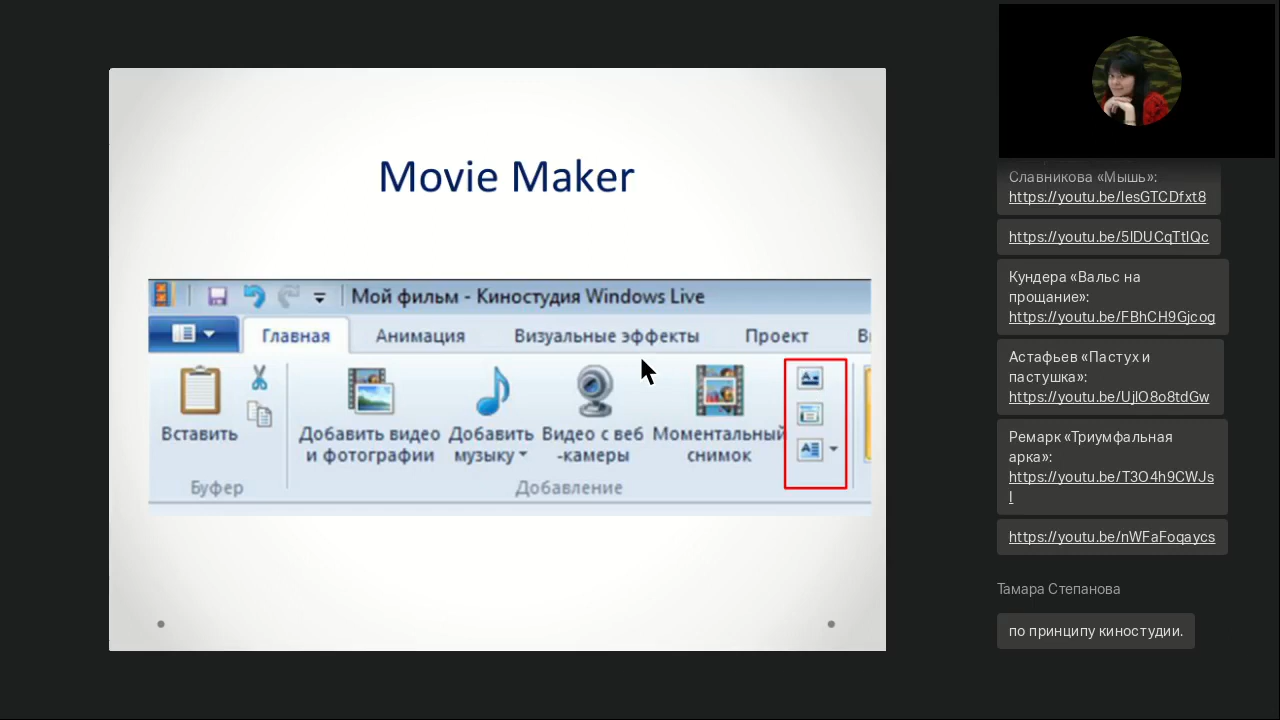 Movie Maker
Мой фильм - Киностудия Windows Live
Главная Анимация Визуальные эффекты Проект
Вставить
Добавить видео
и фотографии
Добавить
музыку
Видео с веб
-камеры
Моментальный
снимок
Буфер
Добавление
Славникова «Мышь»:
https://youtu.be/lesGTCDfxt8
https://youtu.be/5lDUCqTtlQc
Кундера «Вальс на
прощание»:
https://youtu.be/FBhCH9Gjcog
Астафьев «Пастух и
пастушка»:
https://youtu.be/UjlO8o8tdGw
Ремарк «Триумфальная
арка»:
https://youtu.be/T3O4h9CWJs
I
https://youtu.be/nWFaFoqaycs
Тамара Степанова
по принципу киностудии.